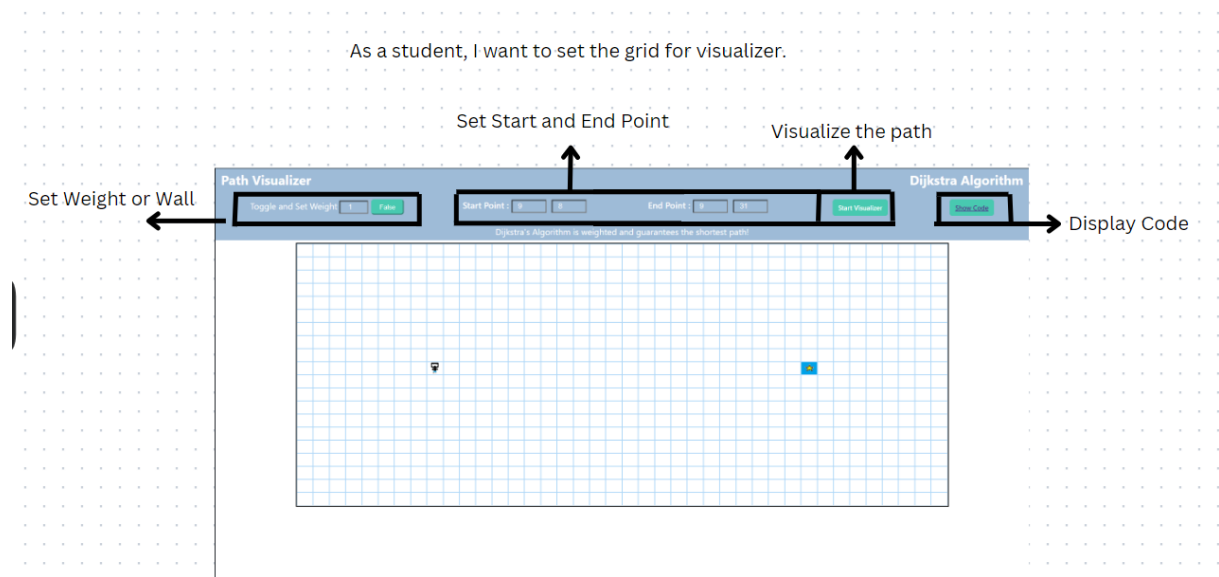 As a student, I want to set the grid for visualizer.
Set Start and End Point
Visualize the path
Set Weight or Wall
Path Visualizer
Dijkstra Algorithm
Toggle and Set Weight 1 False
Start Point : 9 8
End Point : 9 31
Start Visualizer
Show Code
Dijkstra's Algorithm is weighted and guarantees the shortest path!
Display Code